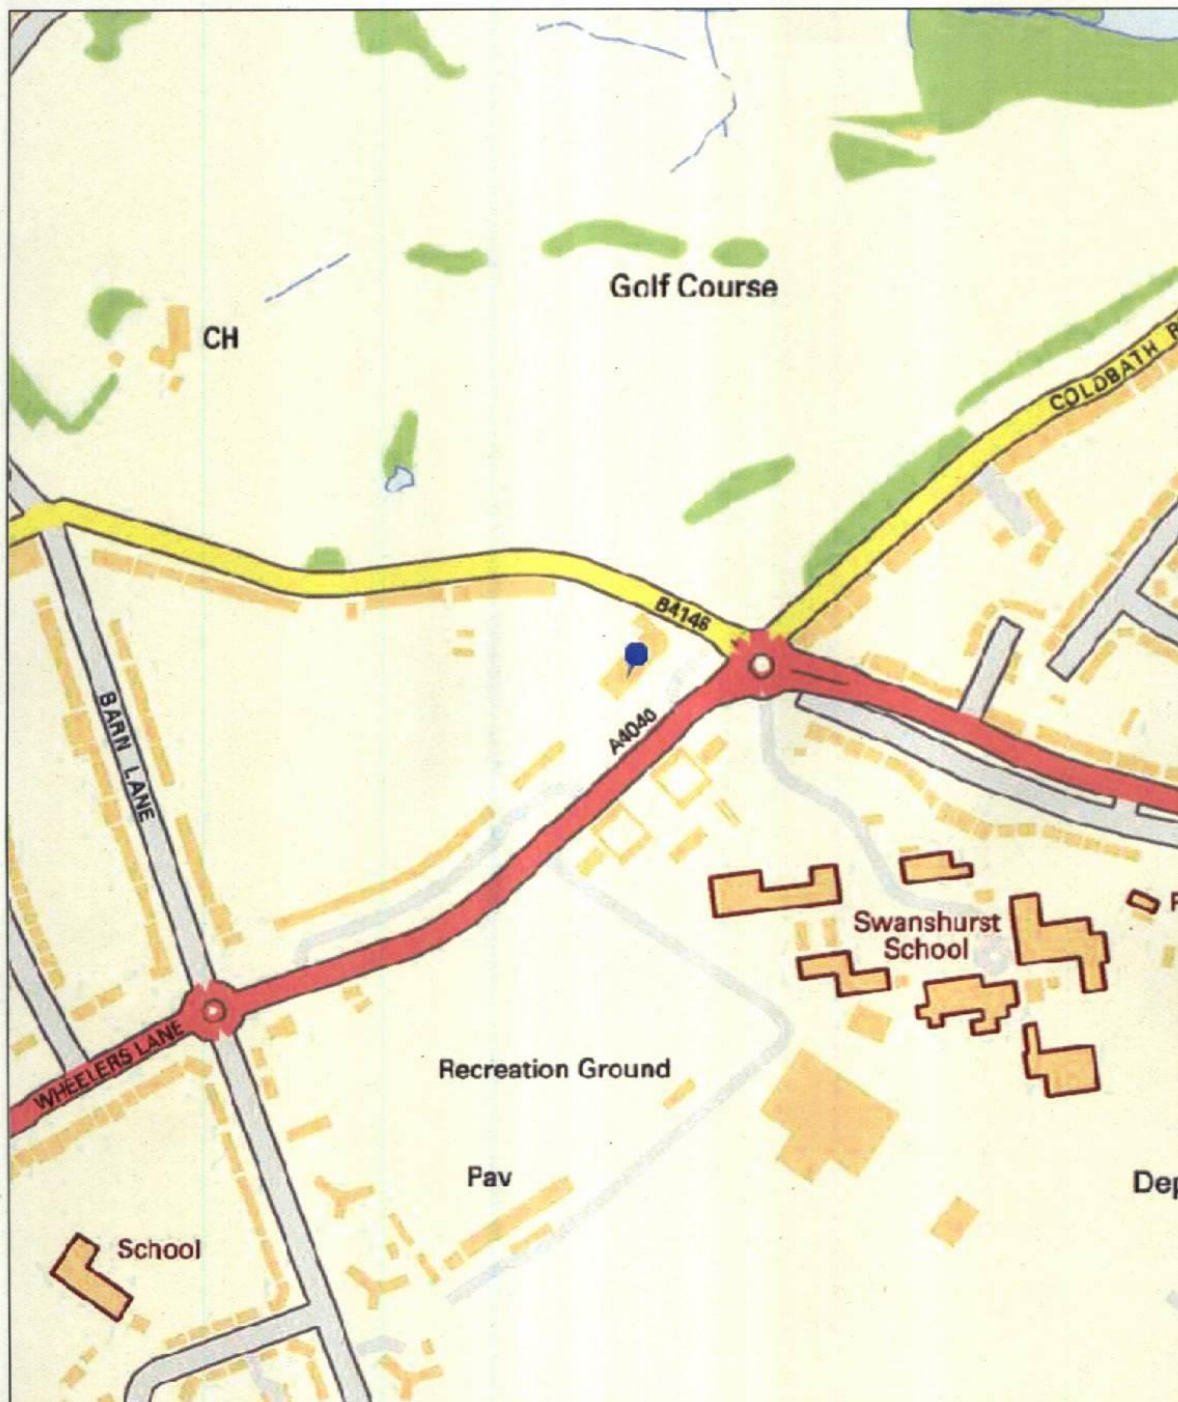 Golf Course
CH
COLDBATH
B4146
A4040
BARN LANE
Swanshurst
School
WHEELERS LANE
Recreation Ground
Pav
School